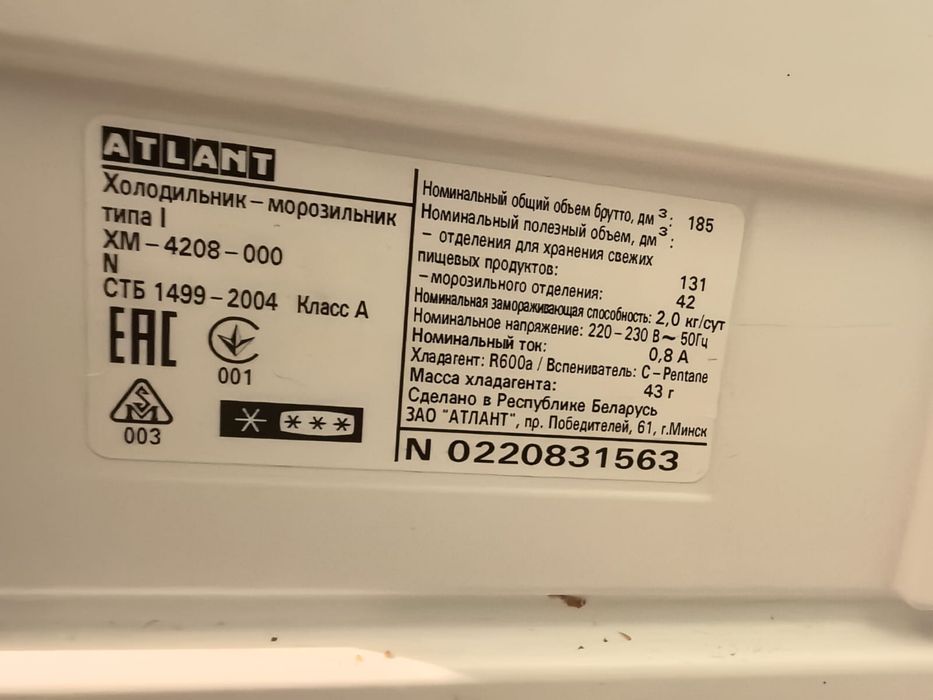 ATLANT
Холодильник – морозильник
типа I
ХМ – 4208 – 000
N
СТБ 1499 – 2004 Класс А
ЕАС
001
003
Номинальный общий объем брутто, дм³: 185
Номинальный полезный объем, дм³:
– отделения для хранения свежих
пищевых продуктов: 131
– морозильного отделения: 42
Номинальная замораживающая способность: 2,0 кг/сут
Номинальное напряжение: 220 – 230 В ~ 50Гц
Номинальный ток: 0,8 А
Хладагент: R600a / Вспениватель: C – Pentane
Масса хладагента: 43 г
Сделано в Республике Беларусь
ЗАО "АТЛАНТ", пр. Победителей, 61, г.Минск
N 0220831563